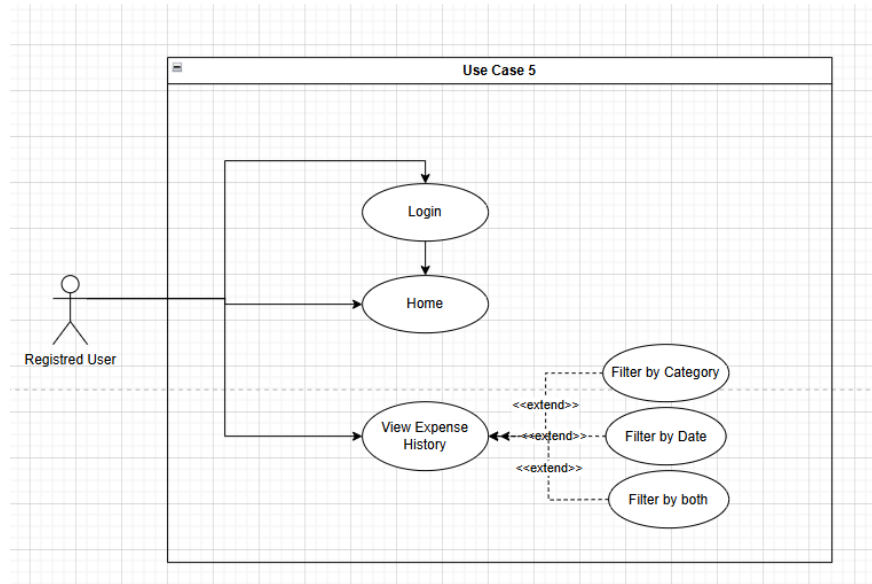 Use Case 5
Login
Home
Registred User
Filter by Category
<<extend>>
View Expense
History
<<extend>>
Filter by Date
<<extend>>
Filter by both